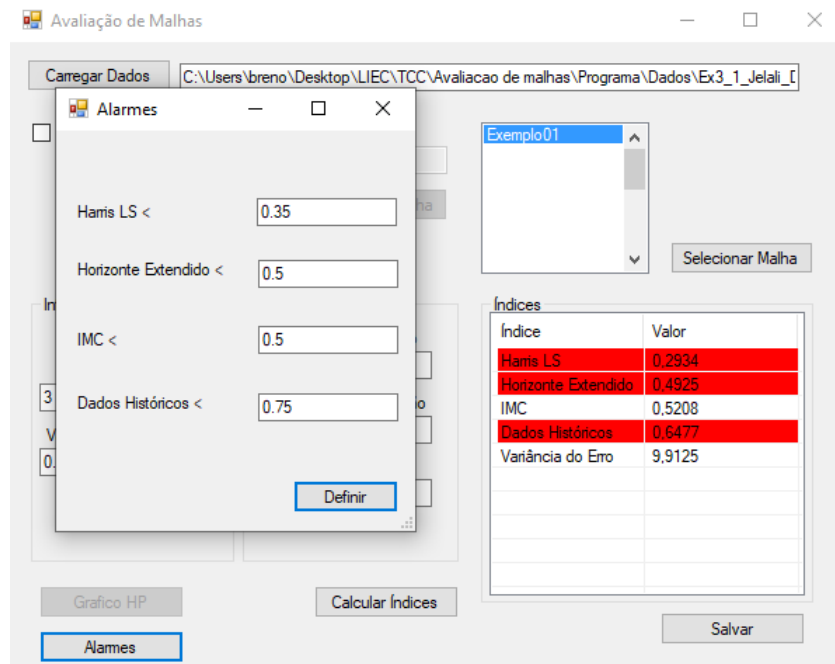 Avaliação de Malhas
Carregar Dados
C:\Users\breno\Desktop\LIEC\TCC\Avaliacao de malhas\Programa\Dados\Ex3_1_Jelali_
Alarmes
Harris LS <
0.35
Horizonte Extendido <
0.5
IMC <
0.5
Dados Históricos <
0.75
Definir
Exemplo01
Selecionar Malha
Índices
Índice Valor
Harris LS 0,2934
Horizonte Extendido 0,4925
IMC 0,5208
Dados Históricos 0,6477
Variância do Erro 9,9125
3
Grafico HP
Calcular Índices
Salvar
Alarmes